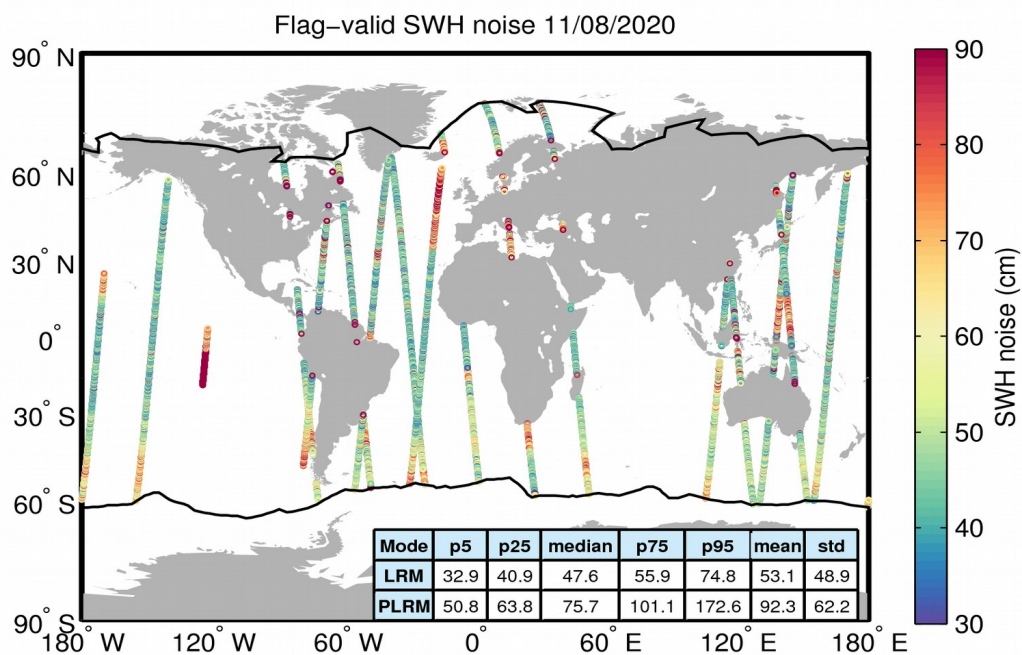 Flag−valid SWH noise 11/08/2020
90° N
60° N
30° N
0°
30° S
60° S
90° S
180° W
120° W
60° W
0°
60° E
120° E
180° E
90
80
70
60
50
40
30
SWH noise (cm)
Mode p5 p25 median p75 p95 mean std
LRM 32.9 40.9 47.6 55.9 74.8 53.1 48.9
PLRM 50.8 63.8 75.7 101.1 172.6 92.3 62.2